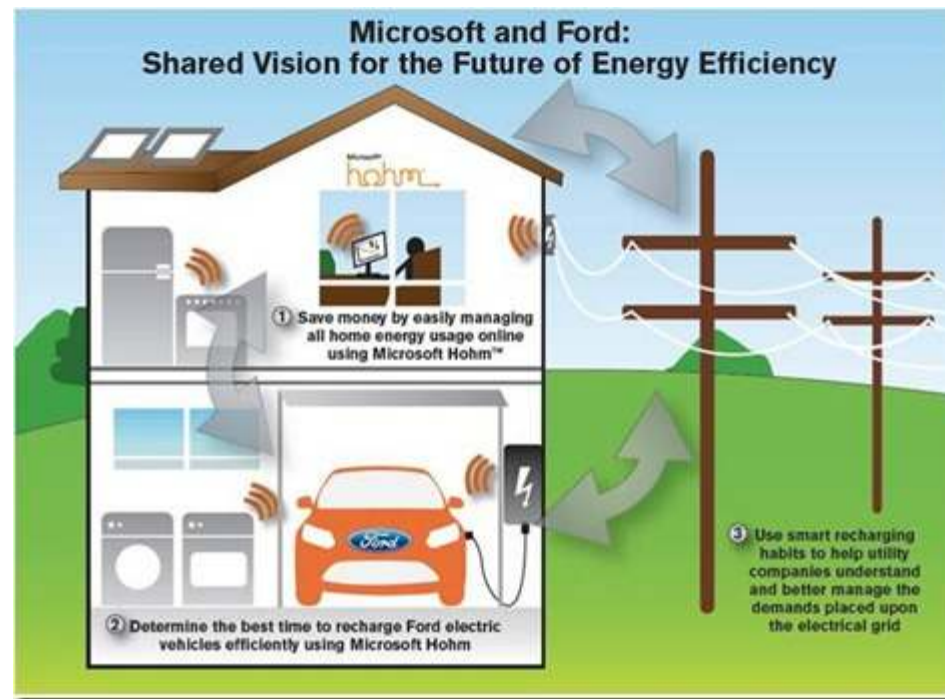 Microsoft and Ford:
Shared Vision for the Future of Energy Efficiency
Microsoft
hohm
① Save money by easily managing
all home energy usage online
using Microsoft Hohm™
Ford
② Determine the best time to recharge Ford electric
vehicles efficiently using Microsoft Hohm
③ Use smart recharging
habits to help utility
companies understand
and better manage the
demands placed upon
the electrical grid